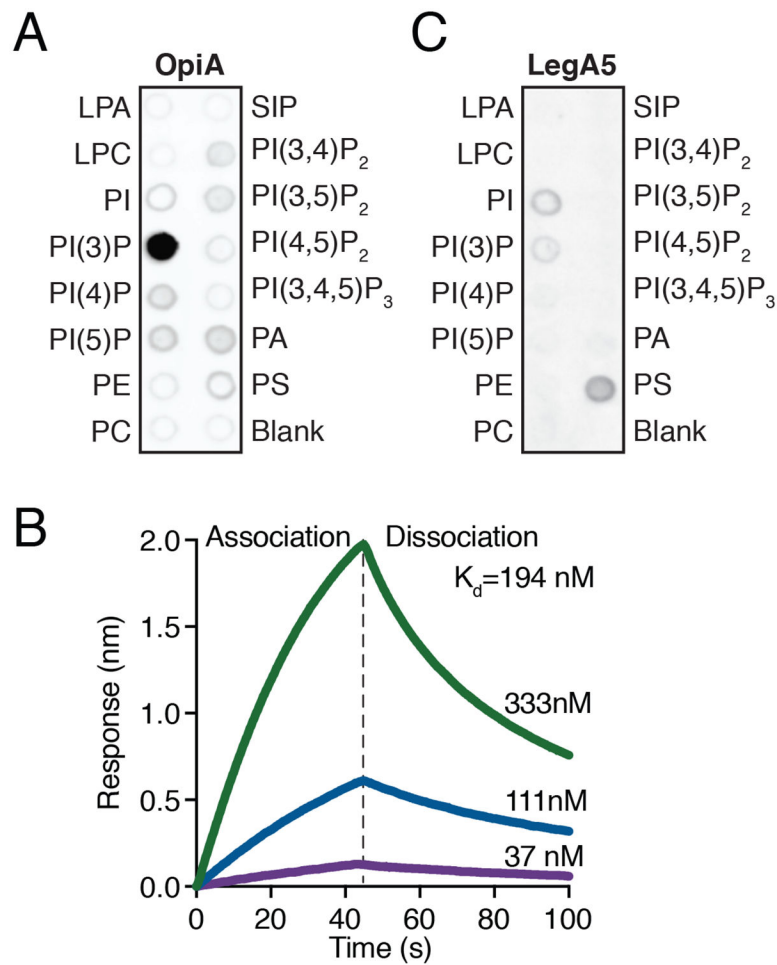 A
OpiA
LPA SIP
LPC PI(3,4)P2
PI PI(3,5)P2
PI(3)P PI(4,5)P2
PI(4)P PI(3,4,5)P3
PI(5)P PA
PE PS
PC Blank
C
LegA5
LPA SIP
LPC PI(3,4)P2
PI PI(3,5)P2
PI(3)P PI(4,5)P2
PI(4)P PI(3,4,5)P3
PI(5)P PA
PE PS
PC Blank
B
Association Dissociation
Kd=194 nM
333nM
111nM
37 nM
Response (nm)
2.0
1.5
1.0
0.5
0.0
0 20 40 60 80 100
Time (s)